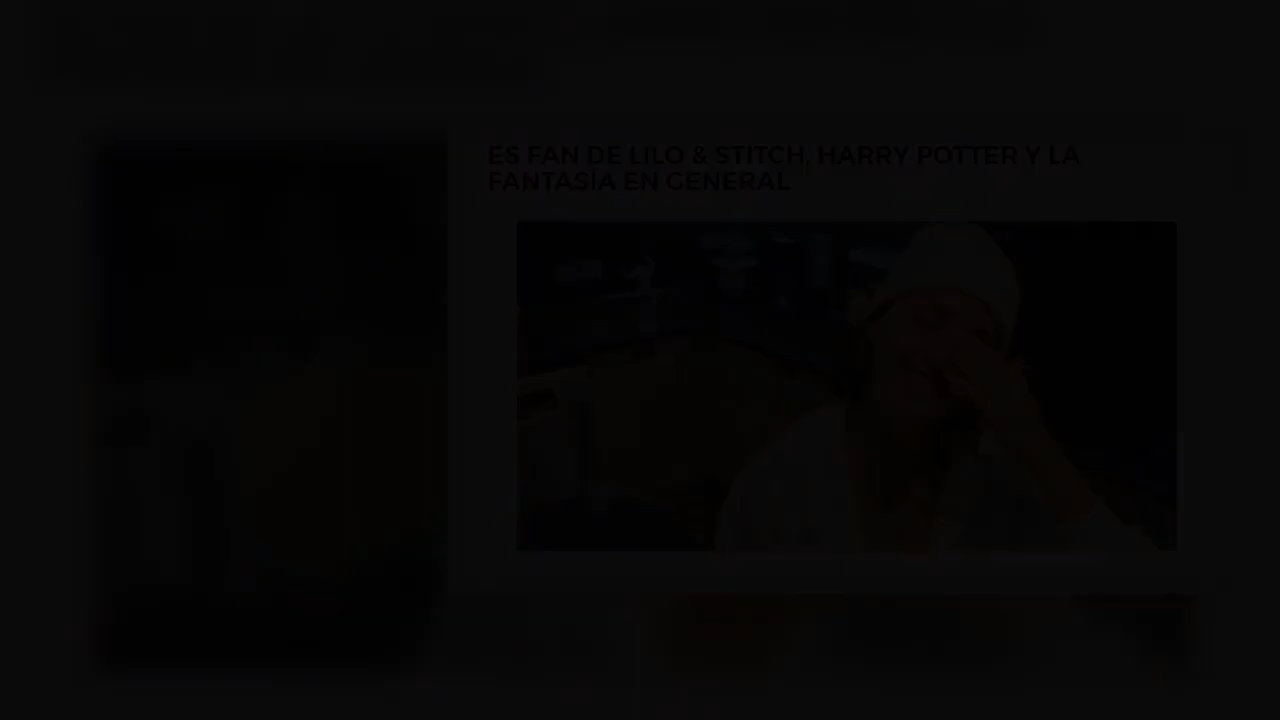 ES FAN DE LILO & STITCH, HARRY POTTER Y LA
FANTASÍA EN GENERAL